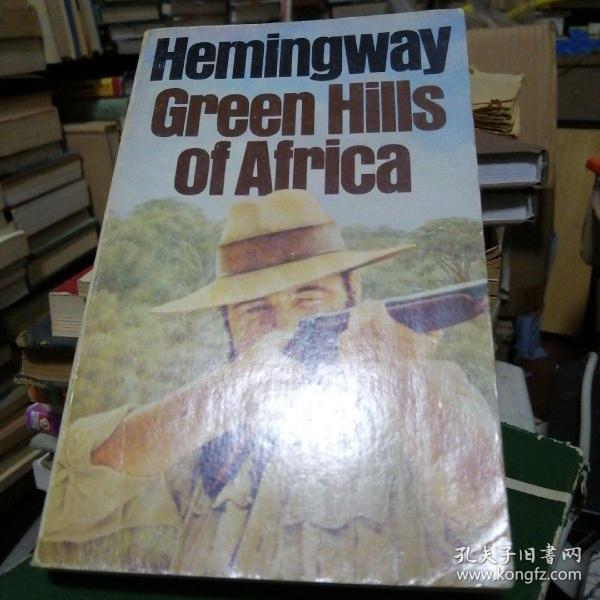 Hemingway
Green Hills
of Africa
孔夫子旧书网
www.kongfz.com